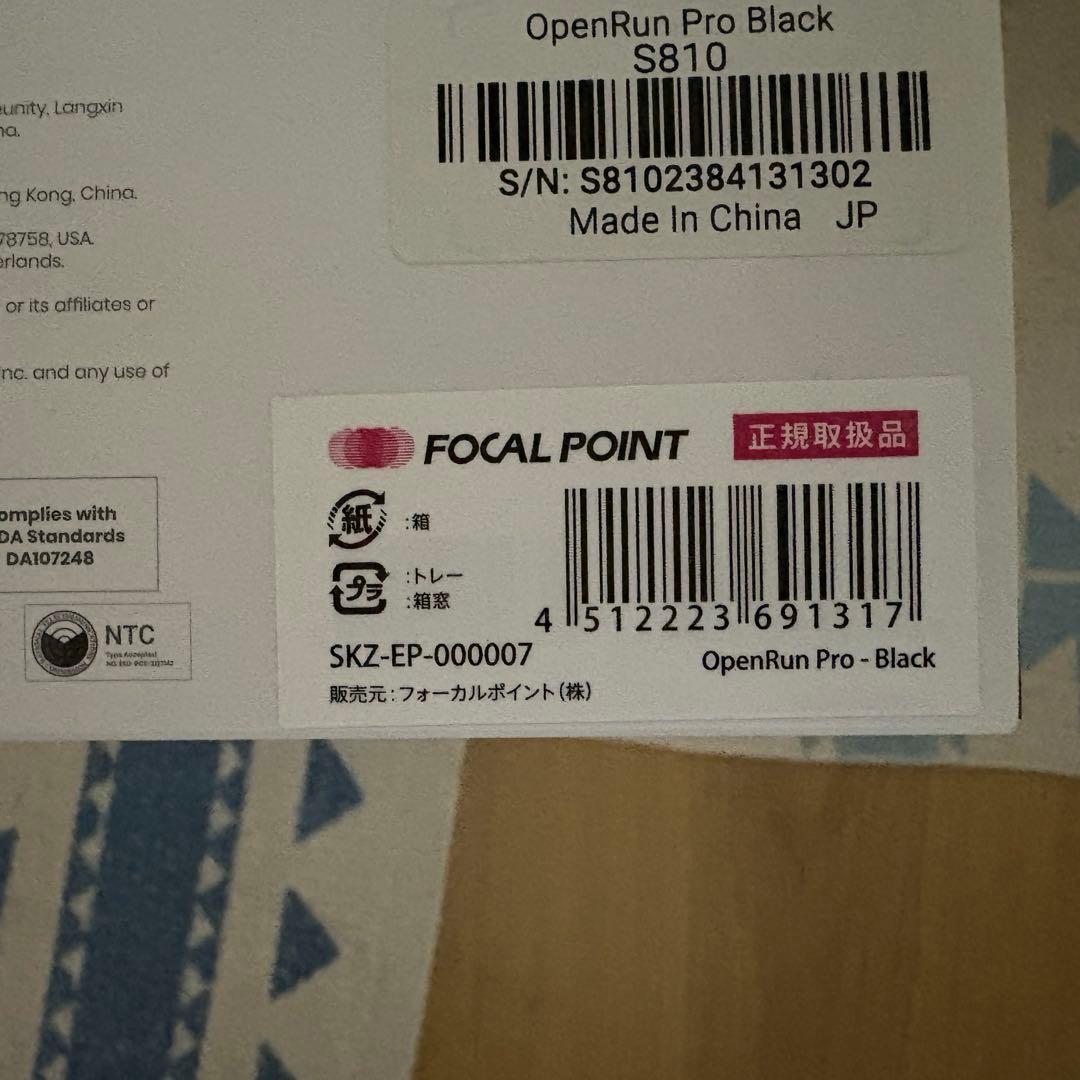 OpenRun Pro Black
S810
S/N: S8102384131302
Made In China JP
unity, Langxin
na.
ng Kong, China.
78758, USA.
erlands.
or its affiliates or
nc. and any use of
omplies with
DA Standards
DA107248
NTC
Type Accepted
FOCAL POINT
正規取扱品
紙 :箱
プラ :トレー
:箱窓
4 512223 691317
SKZ-EP-000007
OpenRun Pro - Black
販売元:フォーカルポイント(株)